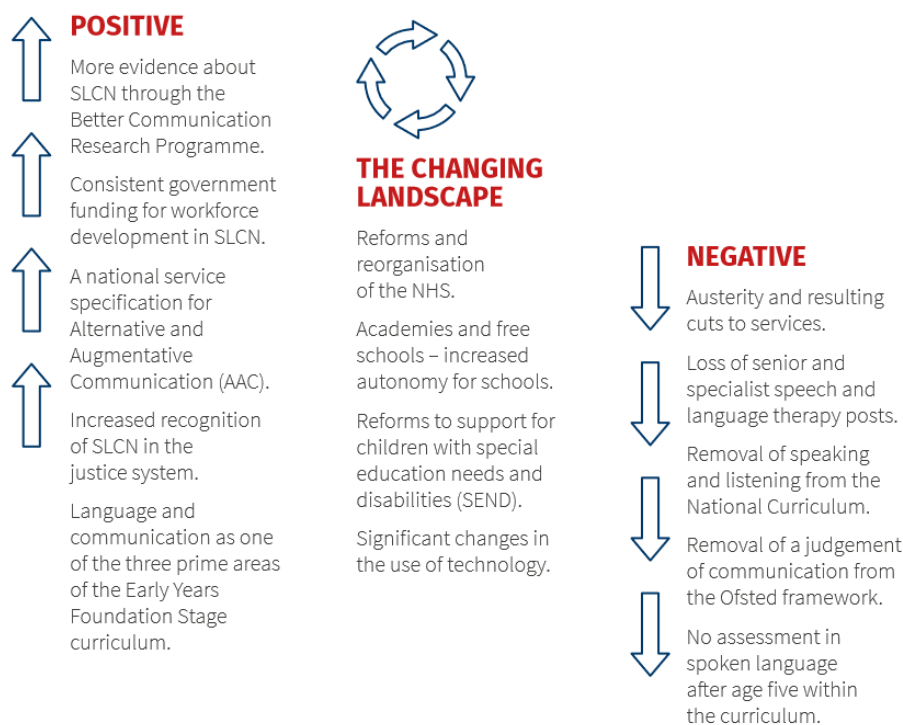 POSITIVE
More evidence about
SLCN through the
Better Communication
Research Programme.
Consistent government
funding for workforce
development in SLCN.
A national service
specification for
Alternative and
Augmentative
Communication (AAC).
Increased recognition
of SLCN in the
justice system.
Language and
communication as one
of the three prime areas
of the Early Years
Foundation Stage
curriculum.
THE CHANGING
LANDSCAPE
Reforms and
reorganisation
of the NHS.
Academies and free
schools – increased
autonomy for schools.
Reforms to support for
children with special
education needs and
disabilities (SEND).
Significant changes in
the use of technology.
NEGATIVE
Austerity and resulting
cuts to services.
Loss of senior and
specialist speech and
language therapy posts.
Removal of speaking
and listening from the
National Curriculum.
Removal of a judgement
of communication from
the Ofsted framework.
No assessment in
spoken language
after age five within
the curriculum.